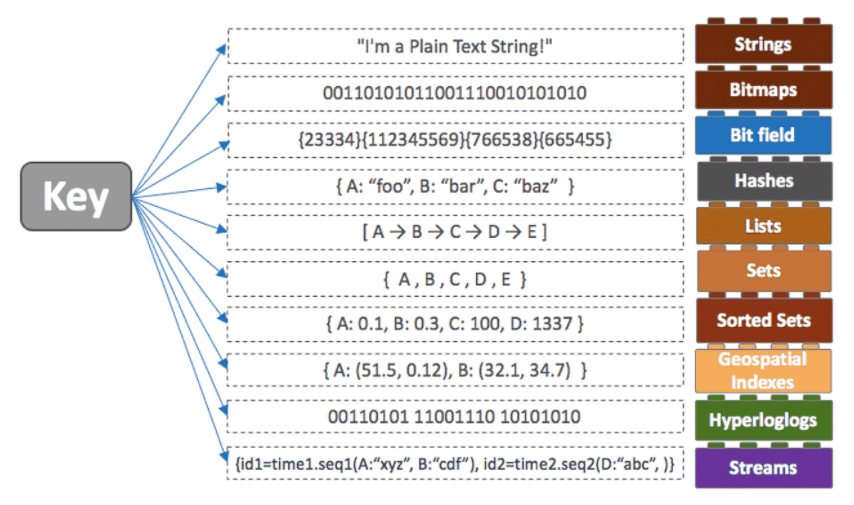 "I'm a Plain Text String!"
Strings
00110101011001110010101010
Bitmaps
{23334}{112345569}{766538}{665455}
Bit field
Key
{ A: “foo”, B: “bar”, C: “baz” }
Hashes
[ A → B → C → D → E ]
Lists
{ A , B , C , D , E }
Sets
{ A: 0.1, B: 0.3, C: 100, D: 1337 }
Sorted Sets
{ A: (51.5, 0.12), B: (32.1, 34.7) }
Geospatial
Indexes
00110101 11001110 10101010
Hyperloglogs
{id1=time1.seq1(A:“xyz”, B:“cdf”), id2=time2.seq2(D:“abc”, )}
Streams